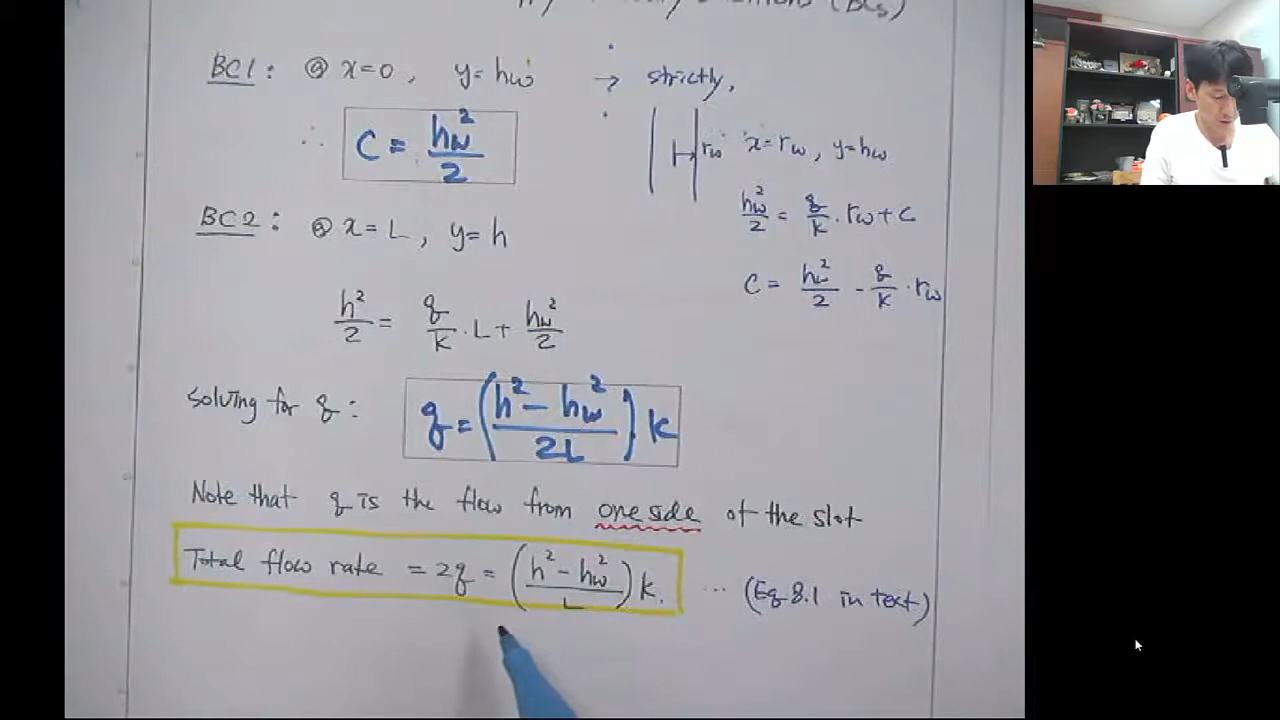 (BCs)
BC1: @ x=0, y=hw → strictly,
∴ C = hw²/2
rw x=rw, y=hw
hw²/2 = q/k · rw + C
C = hw²/2 - q/k · rw
BC2: @ x=L, y=h
h²/2 = q/k · L + hw²/2
Solving for q: q = ((h² - hw²)/2L) k
Note that q is the flow from one side of the slot
Total flow rate = 2q = ((h² - hw²)/L) k. ... (Eq 8.1 in text)